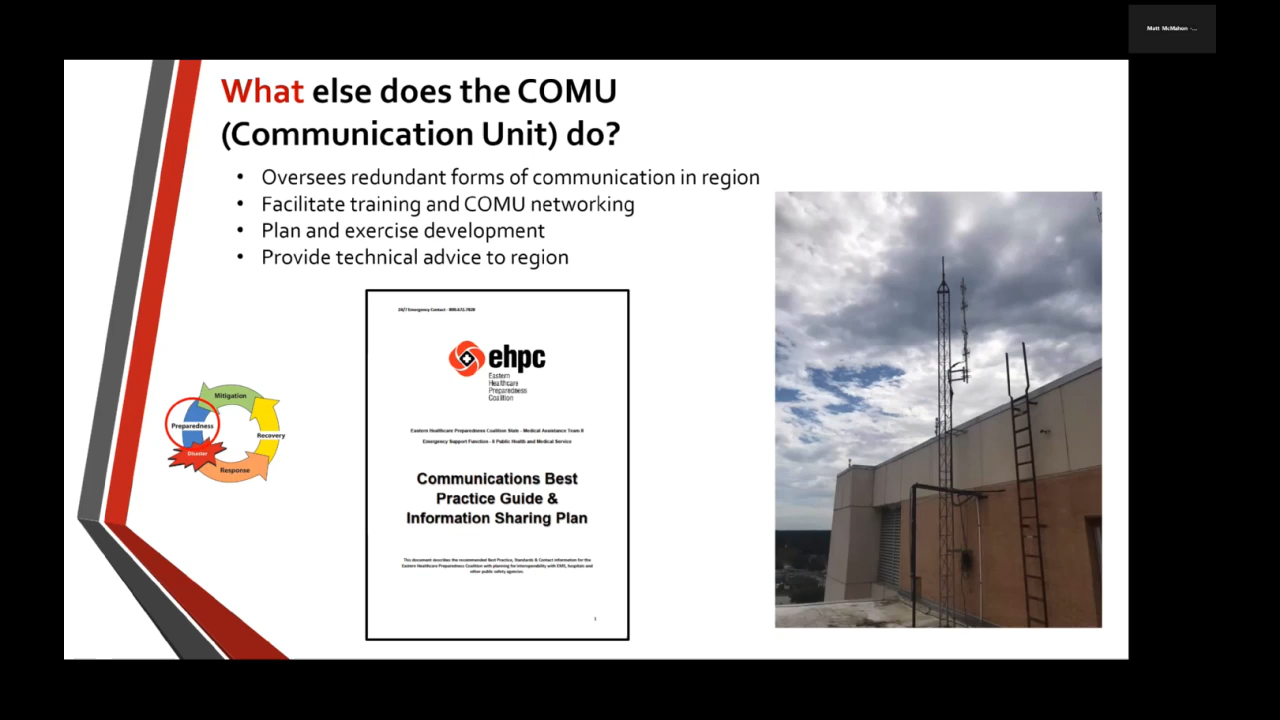 Matt McMahon -...
What else does the COMU
(Communication Unit) do?
• Oversees redundant forms of communication in region
• Facilitate training and COMU networking
• Plan and exercise development
• Provide technical advice to region
24/7 Emergency Contact -
ehpc
Eastern
Healthcare
Preparedness
Coalition
Eastern Healthcare Preparedness Coalition State - Medical Assistance Team II
Emergency Support Function - 8 Public Health and Medical Service
Communications Best
Practice Guide &
Information Sharing Plan
This document describes the recommended Best Practice, Standards & Contact information for the
Eastern Healthcare Preparedness Coalition with planning for interoperability with EMS, hospitals and
other public safety agencies.
1
Mitigation
Preparedness
Recovery
Disaster
Response